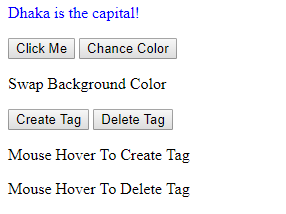 Dhaka is the capital!
Click Me Chance Color
Swap Background Color
Create Tag Delete Tag
Mouse Hover To Create Tag
Mouse Hover To Delete Tag